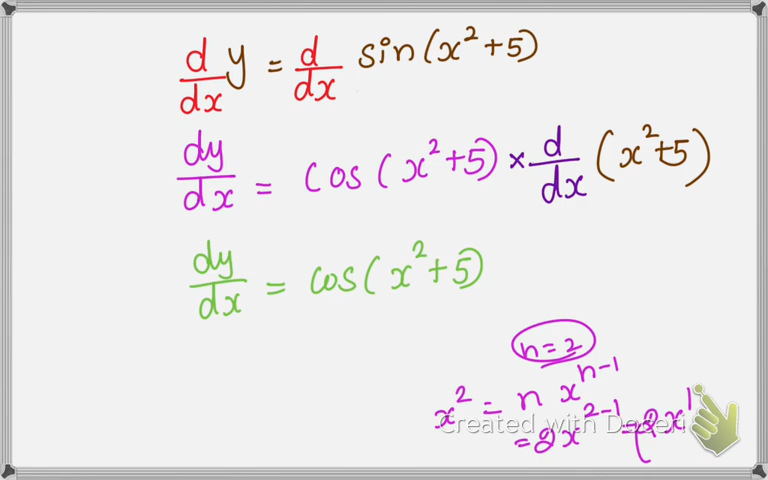 d/dx y = d/dx sin(x²+5)
dy/dx = cos(x²+5) × d/dx (x²+5)
dy/dx = cos(x²+5)
n=2
x² = n x^(n-1)
= 2x^(2-1) = 2x¹
Created with Doceri